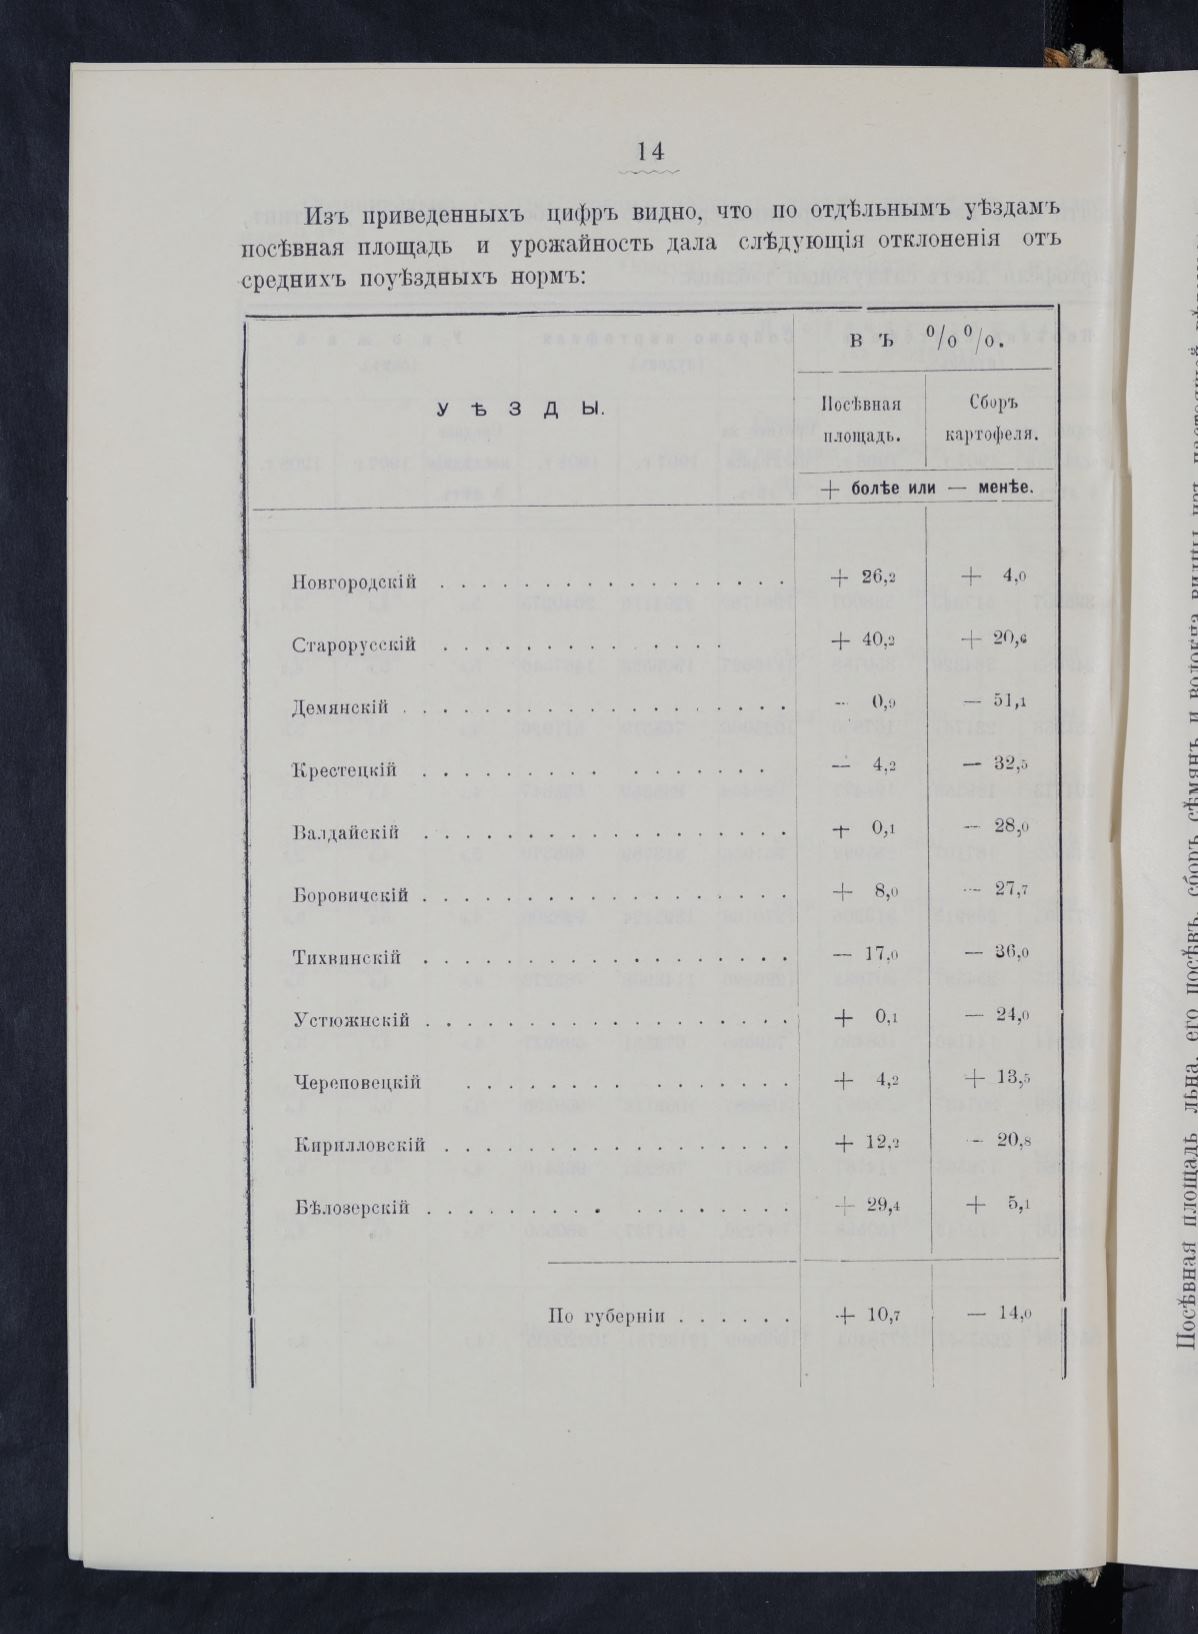 14
Изъ приведенныхъ цифръ видно, что по отдѣльнымъ уѣздамъ
посѣвная площадь и урожайность дала слѣдующія отклоненія отъ
среднихъ поуѣздныхъ нормъ:
УѢЗДЫ.
ВЪ %%.
Посѣвная площадь.
Сборъ картофеля.
+ болѣе или — менѣе.
Новгородскій . . . . . . . . . . . . . . . . . + 26,2 + 4,0
Старорусскій . . . . . . . . . . . . . . + 40,2 + 20,6
Демянскій . . . . . . . . . . . . . . . . . . . — 0,9 — 51,1
Крестецкій . . . . . . . . . . . . . . . . — 4,2 — 32,5
Валдайскій . . . . . . . . . . . . . . . . . . + 0,1 — 28,0
Боровичскій . . . . . . . . . . . . . . . . . . + 8,0 — 27,7
Тихвинскій . . . . . . . . . . . . . . . . . . — 17,0 — 36,0
Устюжнскій . . . . . . . . . . . . . . . . . . + 0,1 — 24,0
Череповецкій . . . . . . . . . . . . . . . + 4,2 + 13,5
Кирилловскій . . . . . . . . . . . . . . . . . + 12,2 — 20,8
Бѣлозерскій . . . . . . . . . . . . . . . . . + 29,4 + 5,1
По губерніи . . . . . . + 10,7 — 14,0
Посѣвная площадь льна, его посѣвъ, сборъ сѣмянъ и волокна видны изъ